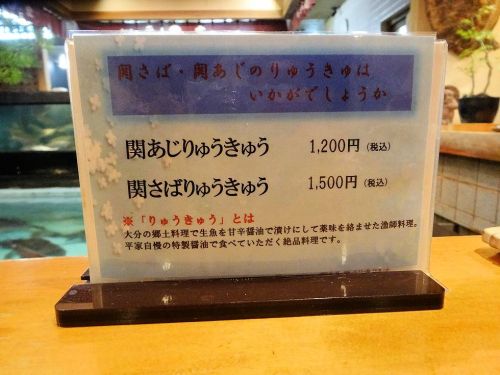 関さば・関あじのりゅうきゅは
いかがでしょうか
関あじりゅうきゅう 1,200円（税込）
関さばりゅうきゅう 1,500円（税込）
※「りゅうきゅう」とは
大分の郷土料理で生魚を甘辛醤油で漬けにして薬味を絡ませた漁師料理。
平家自慢の特製醤油で食べていただく絶品料理です。